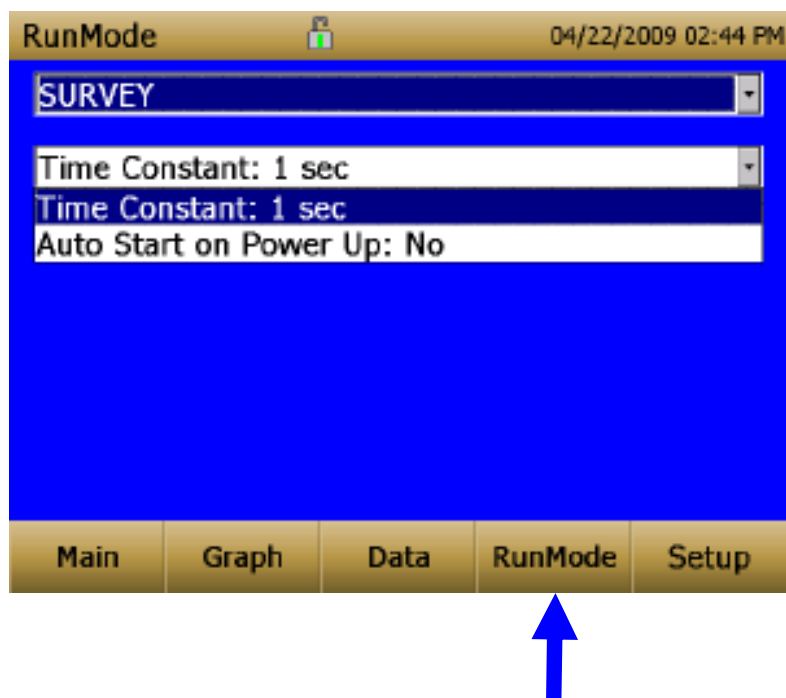 RunMode 04/22/2009 02:44 PM
SURVEY
Time Constant: 1 sec
Time Constant: 1 sec
Auto Start on Power Up: No
Main Graph Data RunMode Setup